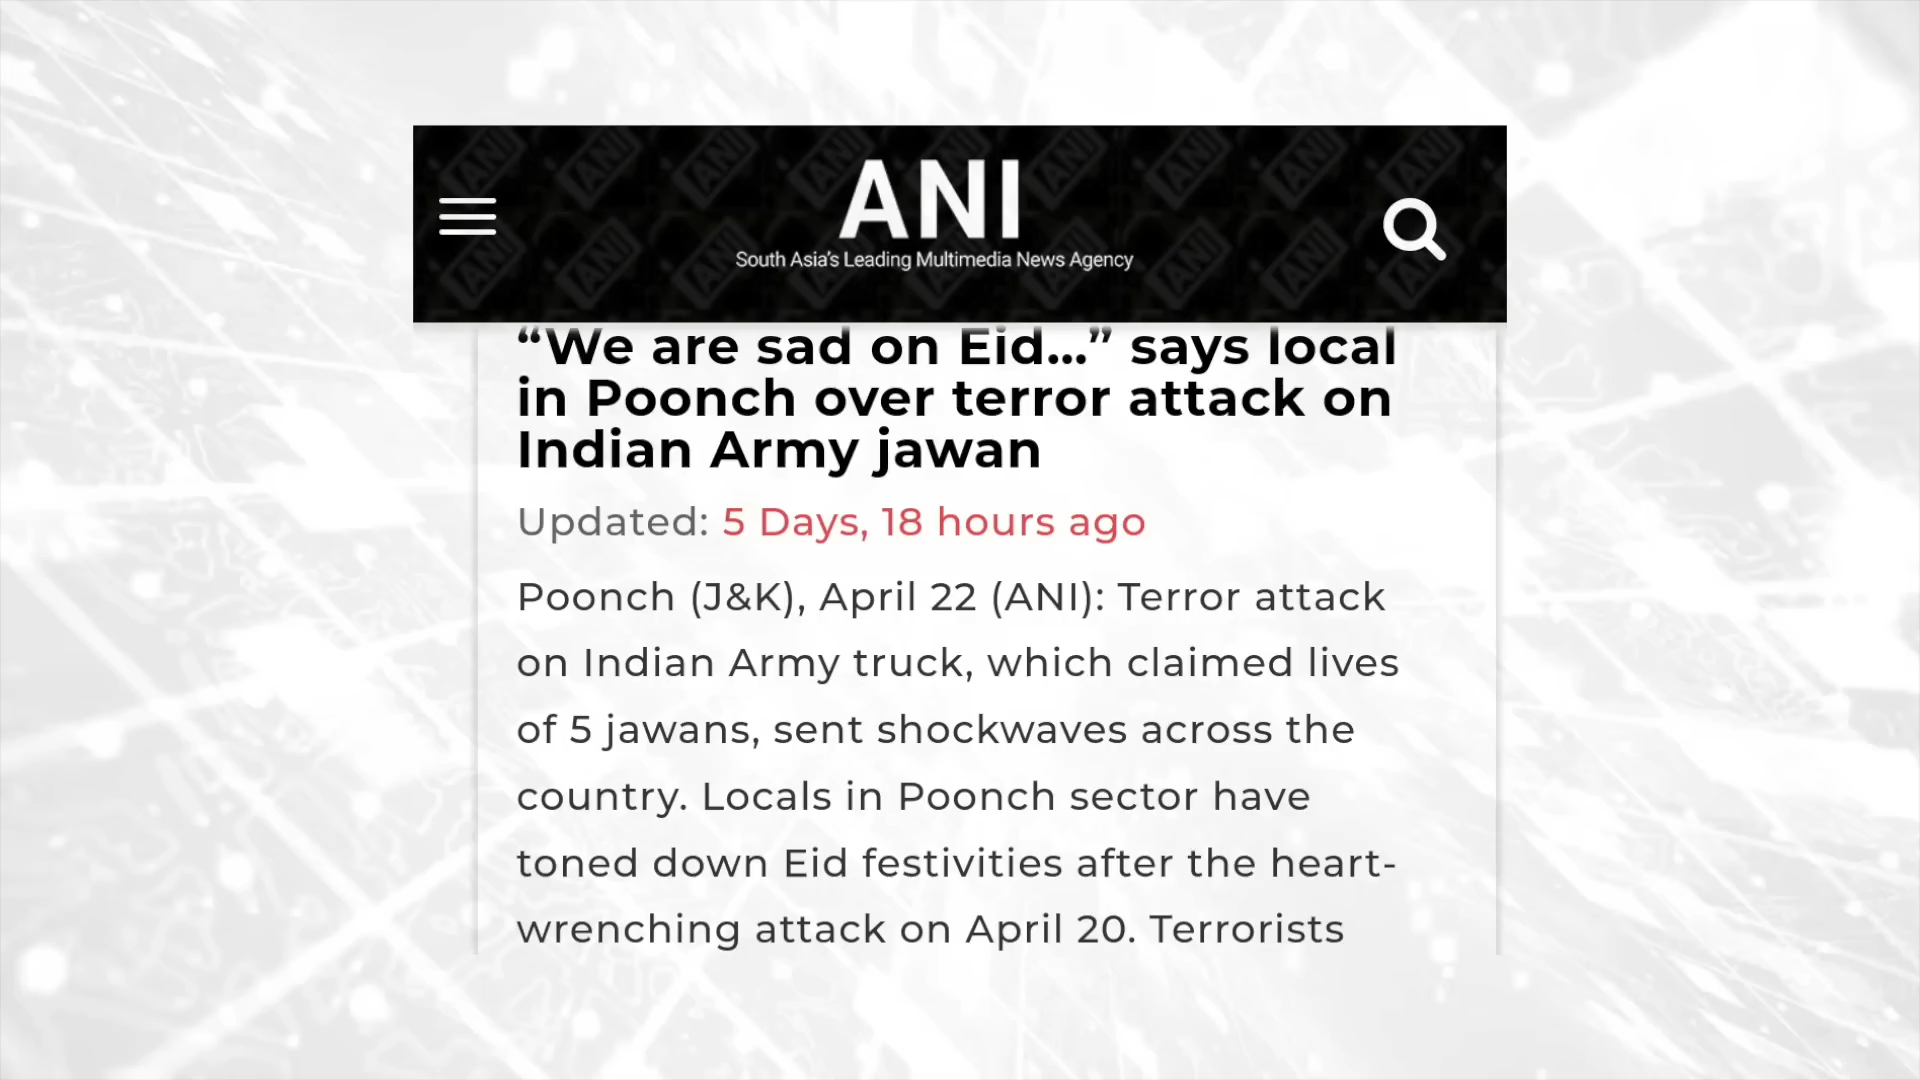 ANI
South Asia's Leading Multimedia News Agency
“We are sad on Eid...” says local
in Poonch over terror attack on
Indian Army jawan
Updated: 5 Days, 18 hours ago
Poonch (J&K), April 22 (ANI): Terror attack
on Indian Army truck, which claimed lives
of 5 jawans, sent shockwaves across the
country. Locals in Poonch sector have
toned down Eid festivities after the heart-
wrenching attack on April 20. Terrorists